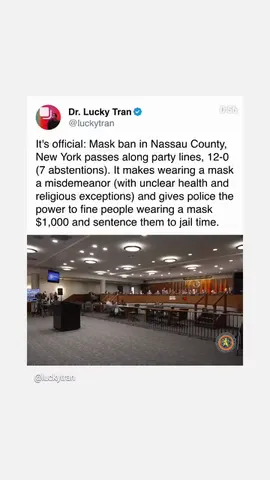 Dr. Lucky Tran
@luckytran
It's official: Mask ban in Nassau County,
New York passes along party lines, 12-0
(7 abstentions). It makes wearing a mask
a misdemeanor (with unclear health and
religious exceptions) and gives police the
power to fine people wearing a mask
$1,000 and sentence them to jail time.
@luckytran